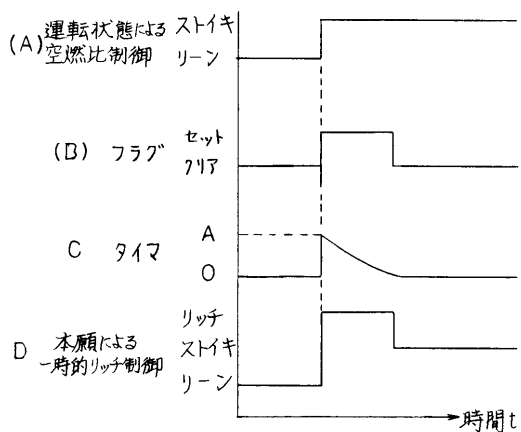 (A) 運転状態による 空燃比制御
ストイキ
リーン
(B) フラグ
セット
クリア
C タイマ
A
O
D 本願による 一時的リッチ制御
リッチ
ストイキ
リーン
時間t